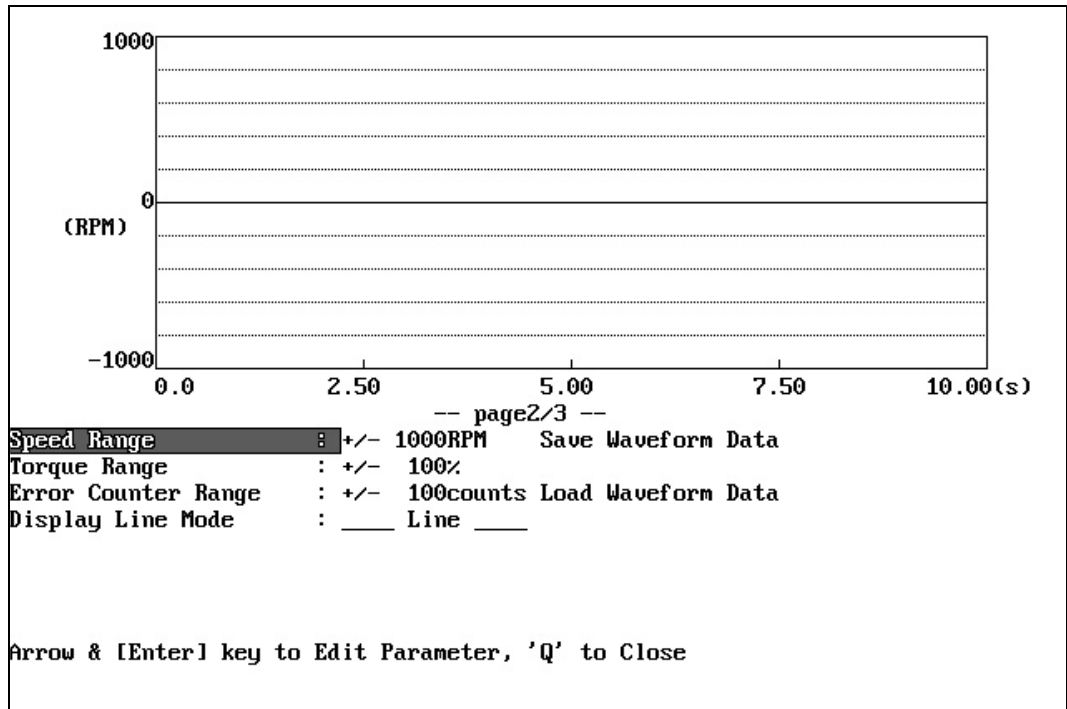 1000
0
(RPM)
-1000
0.0 2.50 5.00 7.50 10.00(s)
-- page2/3 --
Speed Range : +/- 1000RPM Save Waveform Data
Torque Range : +/- 100%
Error Counter Range : +/- 100counts Load Waveform Data
Display Line Mode : ____ Line ____
Arrow & [Enter] key to Edit Parameter, 'Q' to Close